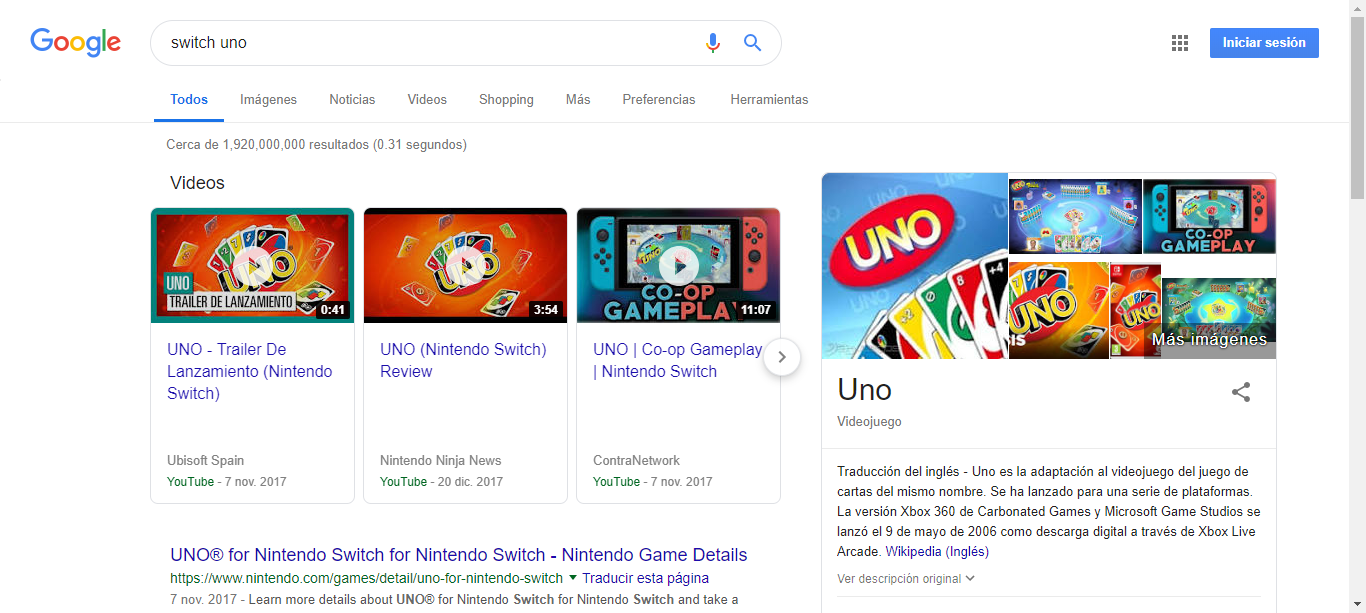 Google
switch uno
Iniciar sesión
Todos
Imágenes
Noticias
Videos
Shopping
Más
Preferencias
Herramientas
Cerca de 1,920,000,000 resultados (0.31 segundos)
Videos
UNO
UNO
TRAILER DE LANZAMIENTO
0:41
UNO
3:54
CO-OP
GAMEPLAY
11:07
UNO - Trailer De
Lanzamiento (Nintendo
Switch)
Ubisoft Spain
YouTube - 7 nov. 2017
UNO (Nintendo Switch)
Review
Nintendo Ninja News
YouTube - 20 dic. 2017
UNO | Co-op Gameplay
| Nintendo Switch
ContraNetwork
YouTube - 7 nov. 2017
UNO® for Nintendo Switch for Nintendo Switch - Nintendo Game Details
https://www.nintendo.com/games/detail/uno-for-nintendo-switch ▼ Traducir esta página
7 nov. 2017 - Learn more details about UNO® for Nintendo Switch for Nintendo Switch and take a
UNO
+4
CO-OP
GAMEPLAY
UNO
UNO
Más imágenes
Uno
Videojuego
Traducción del inglés - Uno es la adaptación al videojuego del juego de
cartas del mismo nombre. Se ha lanzado para una serie de plataformas.
La versión Xbox 360 de Carbonated Games y Microsoft Game Studios se
lanzó el 9 de mayo de 2006 como descarga digital a través de Xbox Live
Arcade. Wikipedia (Inglés)
Ver descripción original